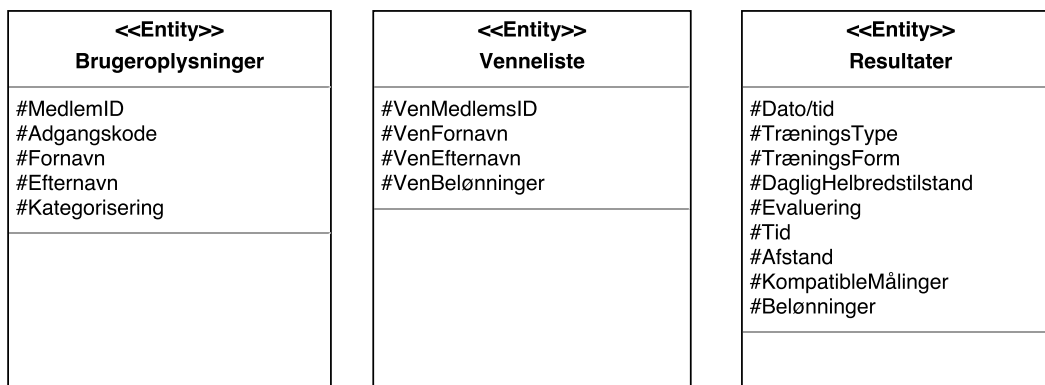 <<Entity>>
Brugeroplysninger
#MedlemID
#Adgangskode
#Fornavn
#Efternavn
#Kategorisering
<<Entity>>
Venneliste
#VenMedlemsID
#VenFornavn
#VenEfternavn
#VenBelønninger
<<Entity>>
Resultater
#Dato/tid
#TræningsType
#TræningsForm
#DagligHelbredstilstand
#Evaluering
#Tid
#Afstand
#KompatibleMålinger
#Belønninger